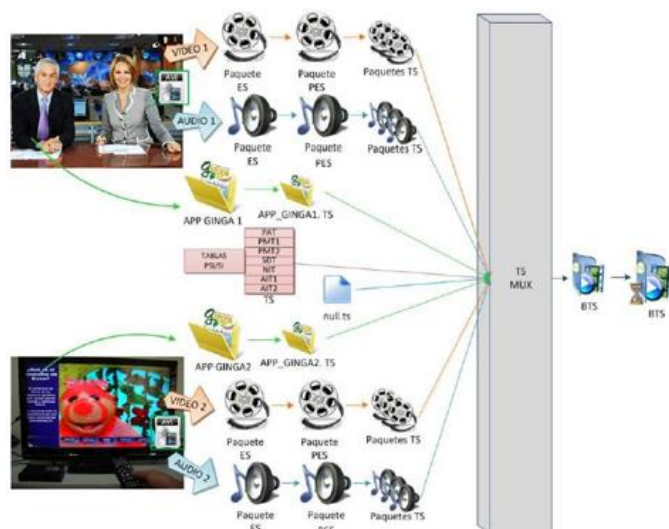 VIDEO 1
Paquete
ES
Paquete
PES
Paquetes TS
AVI
AUDIO 1
Paquete
ES
Paquete
PES
Paquetes TS
APP GINGA 1
APP_GINGA1. TS
TABLAS
PSI/SI
PAT
PMT1
PMT2
SDT
NIT
AIT1
AIT2
TS
null.ts
TS
MUX
BTS
BTS
APP GINGA2
APP_GINGA2. TS
VIDEO 2
Paquete
ES
Paquete
PES
Paquetes TS
AVI
AUDIO 2
Paquete
ES
Paquete
Paquetes TS